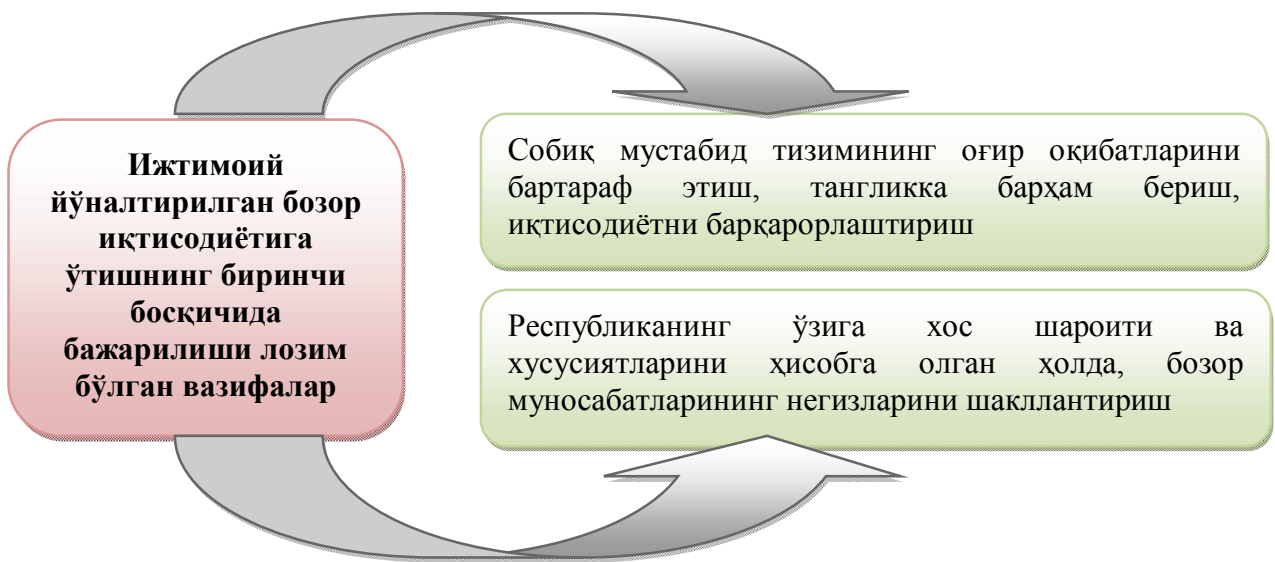 Ижтимоий
йўналтирилган бозор
иқтисодиётига
ўтишнинг биринчи
босқичида
бажарилиши лозим
бўлган вазифалар
Собиқ мустабид тизимининг оғир оқибатларини
бартараф этиш, тангликка барҳам бериш,
иқтисодиётни барқарорлаштириш
Республиканинг ўзига хос шароити ва
хусусиятларини ҳисобга олган ҳолда, бозор
муносабатларининг негизларини шакллантириш